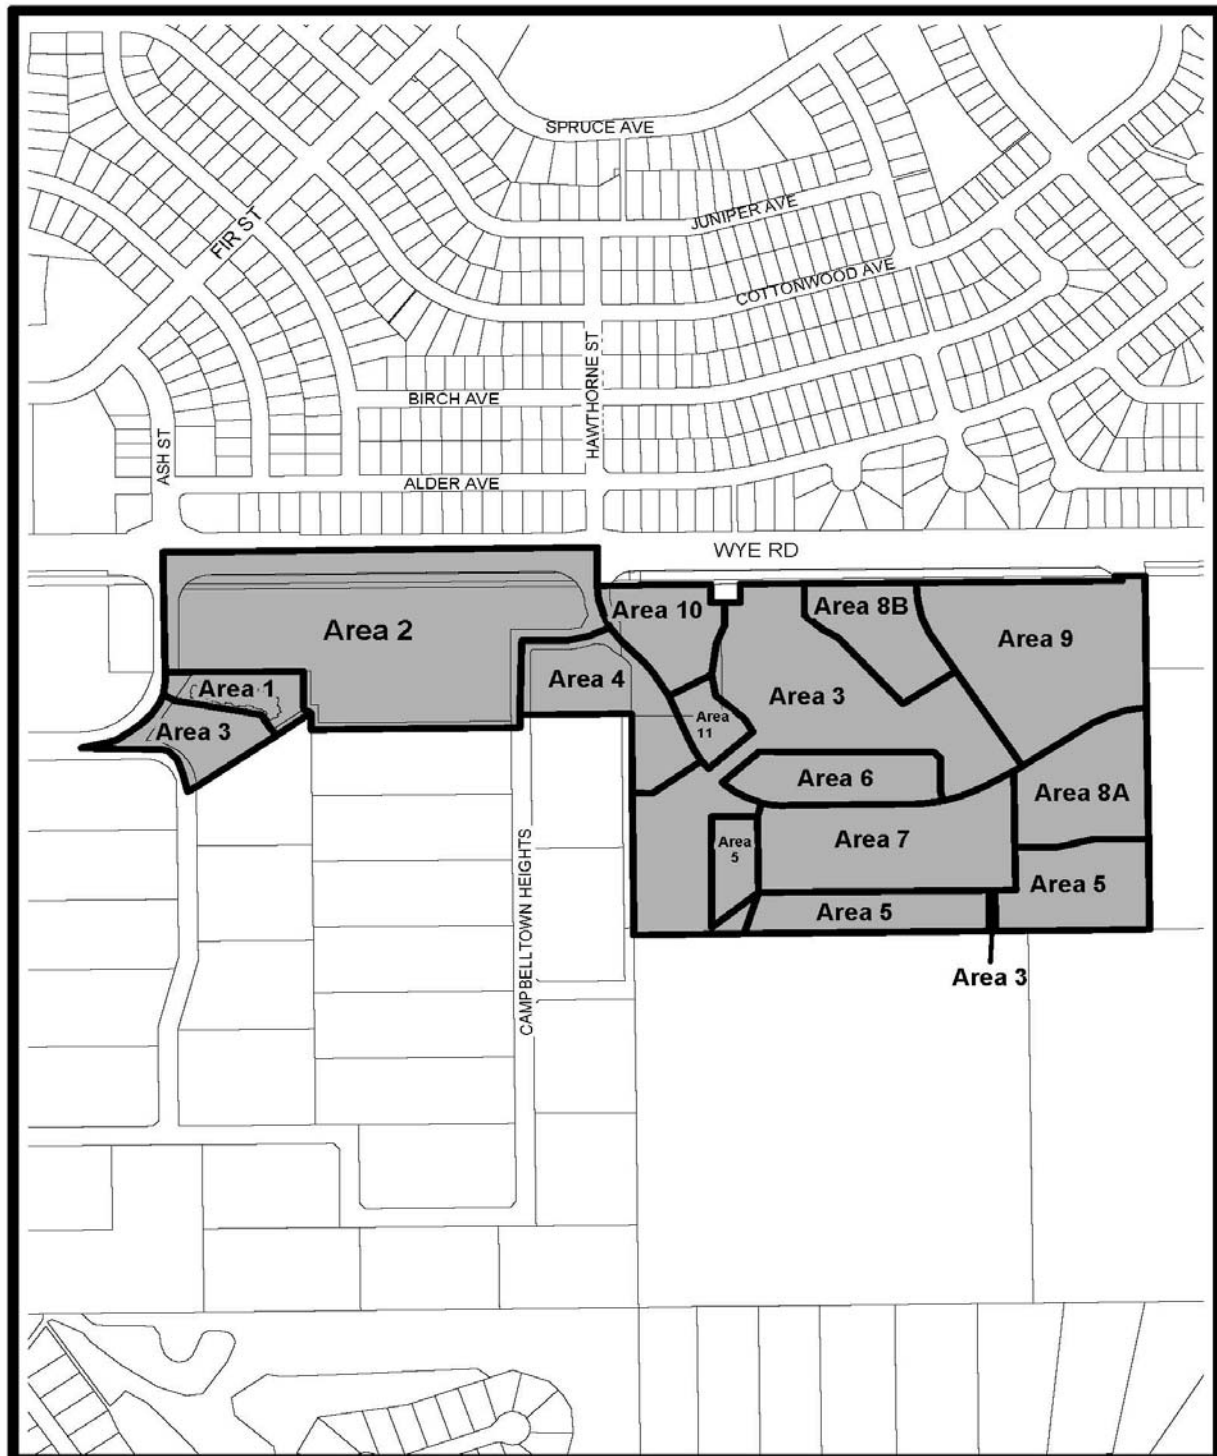 SPRUCE AVE
JUNIPER AVE
FIR ST
COTTONWOOD AVE
HAWTHORNE ST
BIRCH AVE
ASH ST
ALDER AVE
WYE RD
Area 2
Area 10
Area 8B
Area 9
Area 1
Area 4
Area 3
Area 3
Area
11
Area 6
Area 8A
Area 7
Area
5
Area 5
Area 5
CAMPBELLTOWN HEIGHTS
Area 3